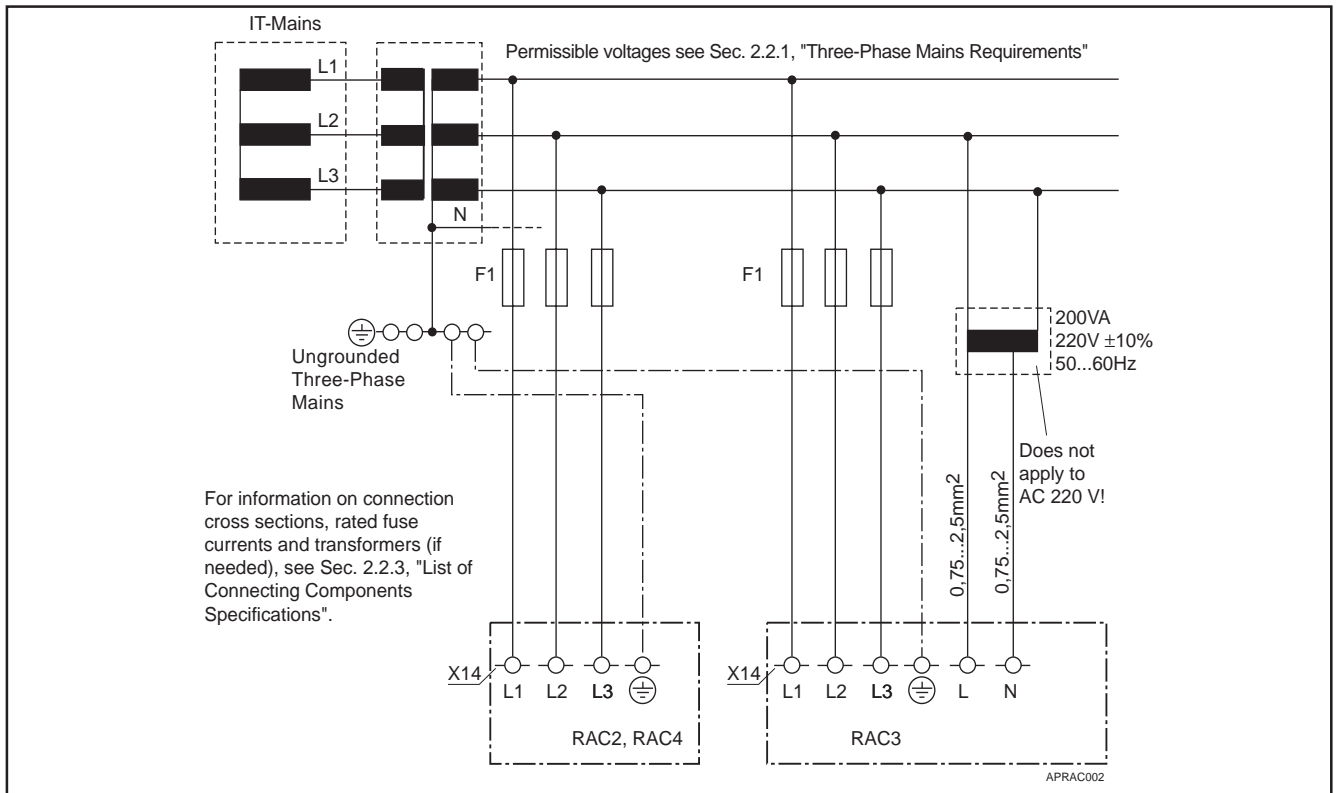 IT-Mains
Permissible voltages see Sec. 2.2.1, "Three-Phase Mains Requirements"
L1
L2
L3
N
F1
F1
200VA
220V ±10%
50...60Hz
Ungrounded
Three-Phase
Mains
Does not
apply to
AC 220 V!
0,75...2,5mm²
0,75...2,5mm²
For information on connection
cross sections, rated fuse
currents and transformers (if
needed), see Sec. 2.2.3, "List of
Connecting Components
Specifications".
X14
L1 L2 L3
RAC2, RAC4
X14
L1 L2 L3 L N
RAC3
APRAC002